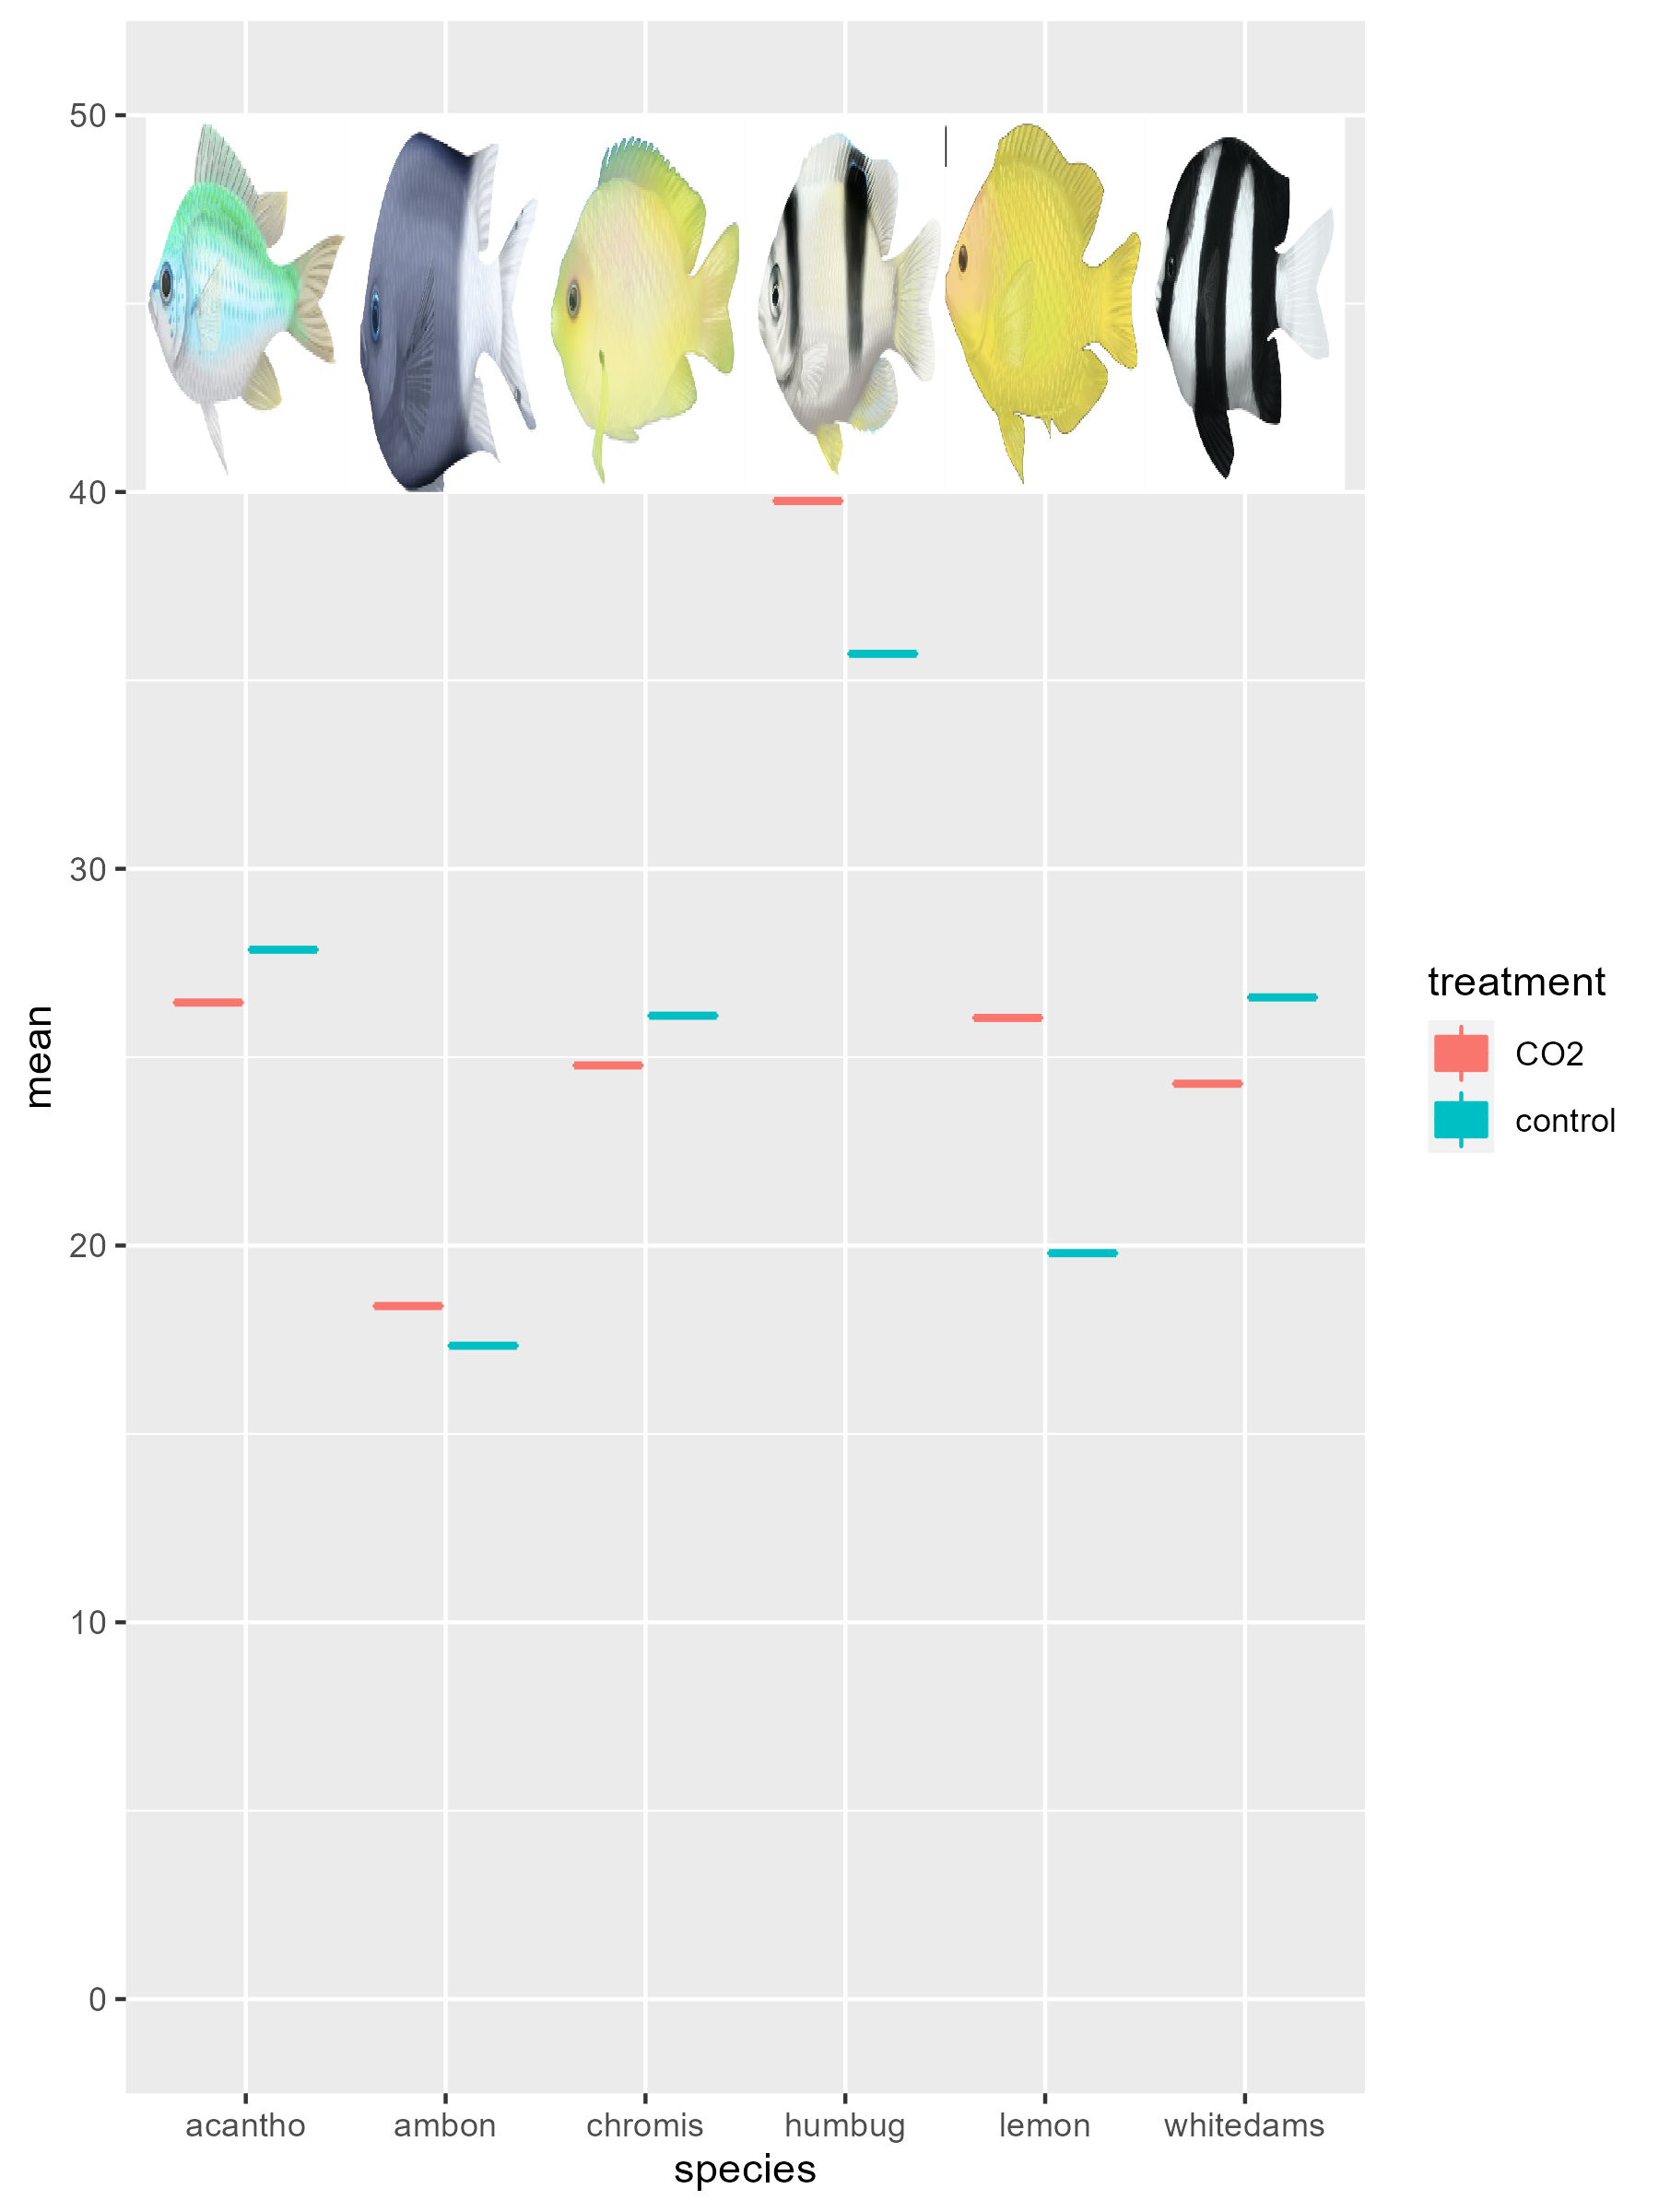 50
40
30
20
10
0
mean
acantho
ambon
chromis
humbug
lemon
whitedams
species
treatment
CO2
control